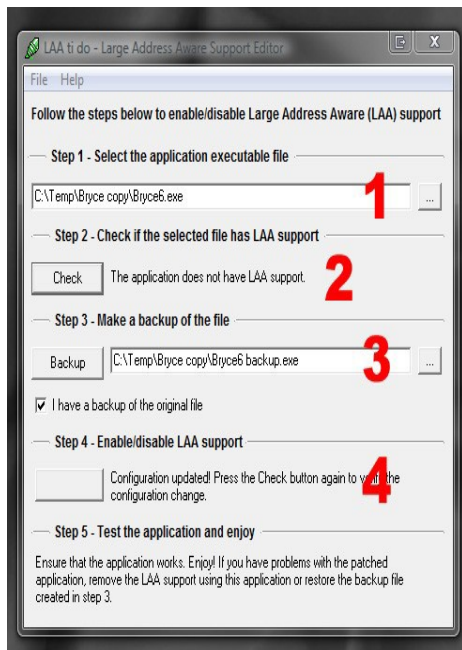 LAA ti do - Large Address Aware Support Editor
File Help
Follow the steps below to enable/disable Large Address Aware (LAA) support
Step 1 - Select the application executable file
C:\Temp\Bryce copy\Bryce6.exe
...
1
Step 2 - Check if the selected file has LAA support
Check
The application does not have LAA support.
2
Step 3 - Make a backup of the file
Backup
C:\Temp\Bryce copy\Bryce6 backup.exe
...
3
I have a backup of the original file
Step 4 - Enable/disable LAA support
Configuration updated! Press the Check button again to verify the
configuration change.
4
Step 5 - Test the application and enjoy
Ensure that the application works. Enjoy! If you have problems with the patched
application, remove the LAA support using this application or restore the backup file
created in step 3.